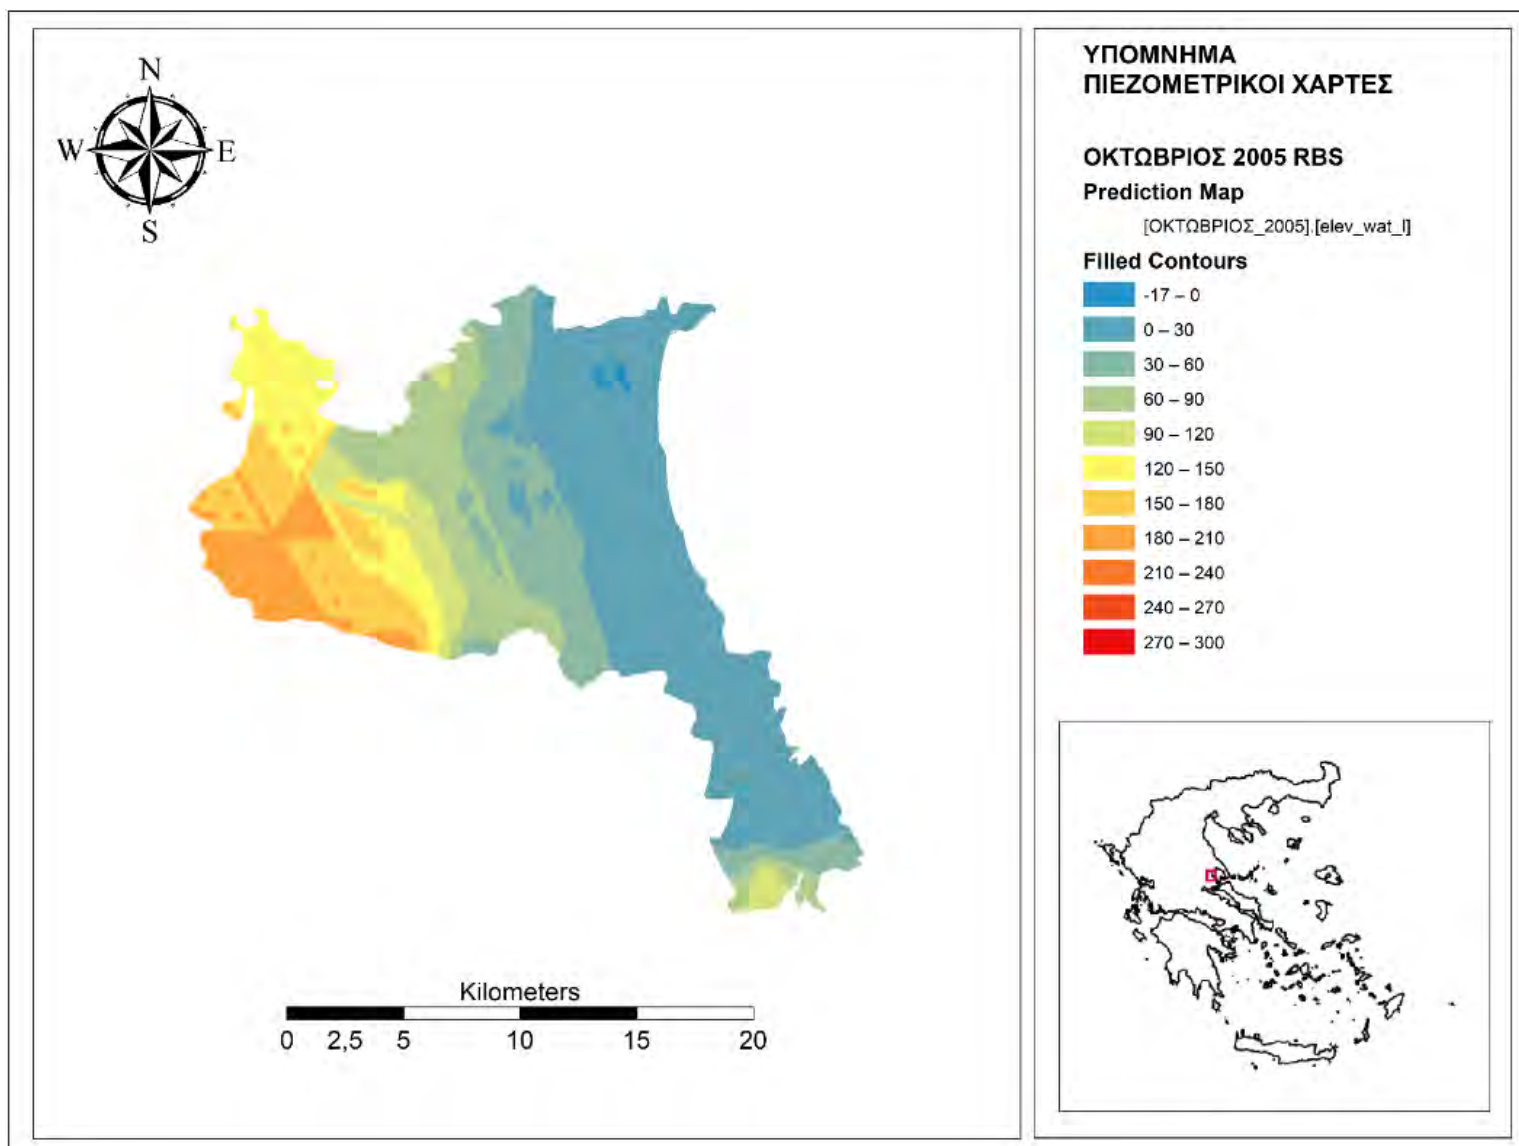 N
W E
S
Kilometers
0 2,5 5 10 15 20
ΥΠΟΜΝΗΜΑ
ΠΙΕΖΟΜΕΤΡΙΚΟΙ ΧΑΡΤΕΣ
ΟΚΤΩΒΡΙΟΣ 2005 RBS
Prediction Map
[ΟΚΤΩΒΡΙΟΣ_2005].[elev_wat_l]
Filled Contours
-17 – 0
0 – 30
30 – 60
60 – 90
90 – 120
120 – 150
150 – 180
180 – 210
210 – 240
240 – 270
270 – 300